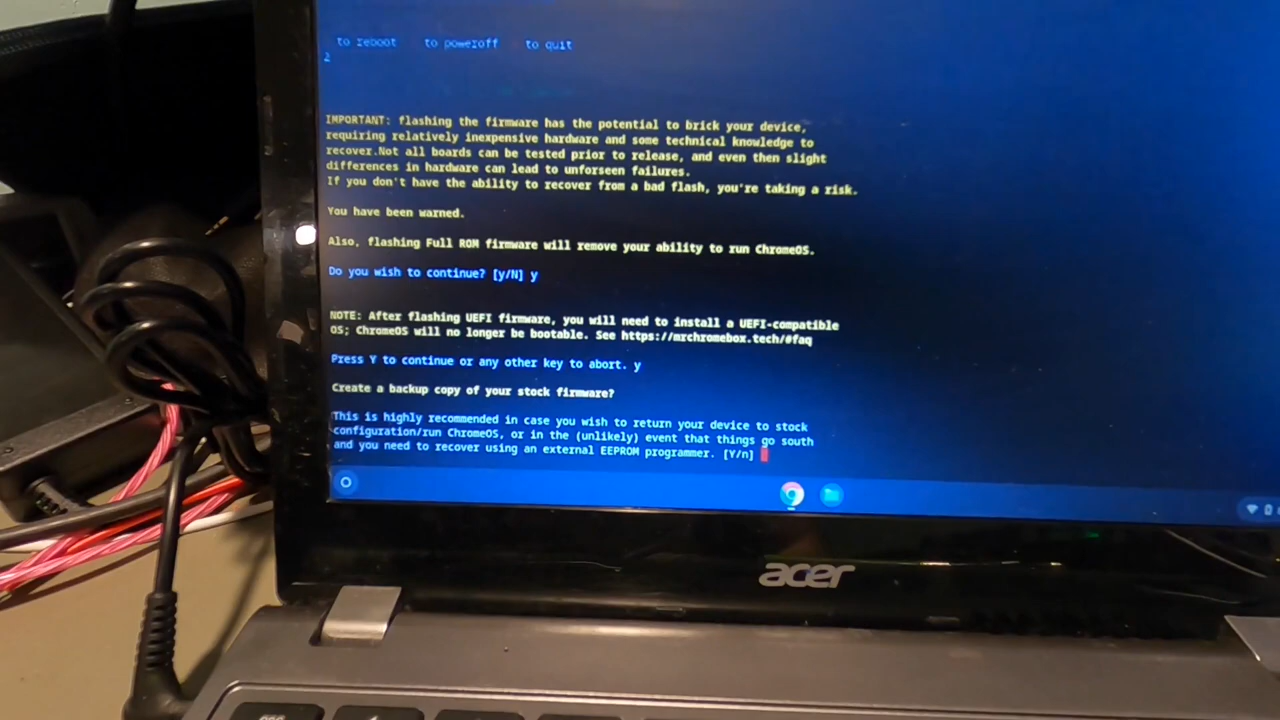 to reboot to poweroff to quit
2
IMPORTANT: flashing the firmware has the potential to brick your device,
requiring relatively inexpensive hardware and some technical knowledge to
recover.Not all boards can be tested prior to release, and even then slight
differences in hardware can lead to unforseen failures.
If you don't have the ability to recover from a bad flash, you're taking a risk.
You have been warned.
Also, flashing Full ROM firmware will remove your ability to run ChromeOS.
Do you wish to continue? [y/N] y
NOTE: After flashing UEFI firmware, you will need to install a UEFI-compatible
OS; ChromeOS will no longer be bootable. See https://mrchromebox.tech/#faq
Press Y to continue or any other key to abort. y
Create a backup copy of your stock firmware?
This is highly recommended in case you wish to return your device to stock
configuration/run ChromeOS, or in the (unlikely) event that things go south
and you need to recover using an external EEPROM programmer. [Y/n]
acer